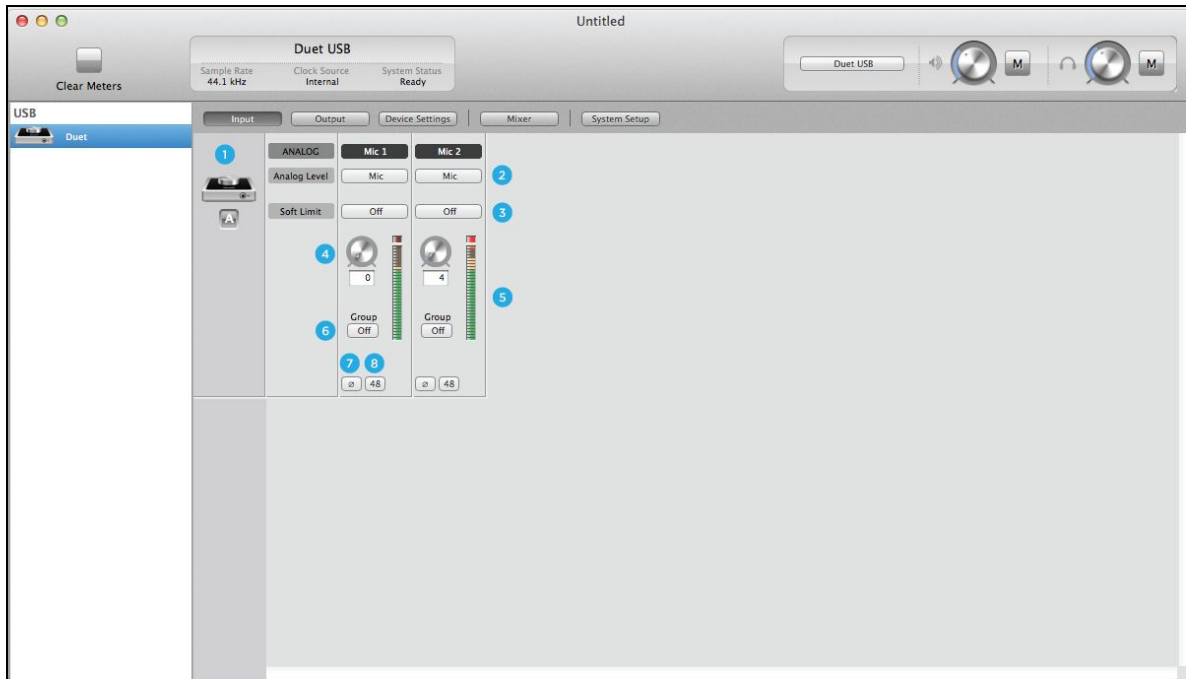 Untitled
Clear Meters
Duet USB
Sample Rate Clock Source System Status
44.1 kHz Internal Ready
Duet USB M M
USB
Duet
Input Output Device Settings Mixer System Setup
1 ANALOG Mic 1 Mic 2
Analog Level Mic Mic 2
A Soft Limit Off Off 3
4
0 4
5
Group Group
6 Off Off
7 8
ø 48 ø 48